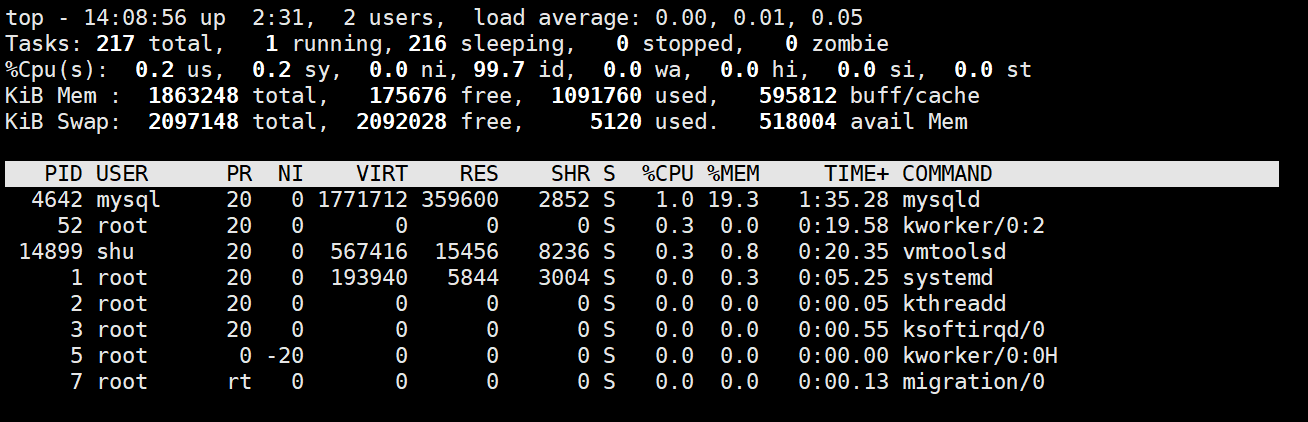 top - 14:08:56 up  2:31,  2 users,  load average: 0.00, 0.01, 0.05
Tasks: 217 total,   1 running, 216 sleeping,   0 stopped,   0 zombie
%Cpu(s):  0.2 us,  0.2 sy,  0.0 ni, 99.7 id,  0.0 wa,  0.0 hi,  0.0 si,  0.0 st
KiB Mem :  1863248 total,   175676 free,  1091760 used,   595812 buff/cache
KiB Swap:  2097148 total,  2092028 free,     5120 used.   518004 avail Mem
   PID USER      PR  NI    VIRT    RES    SHR S  %CPU %MEM     TIME+ COMMAND
  4642 mysql     20   0 1771712 359600   2852 S   1.0 19.3   1:35.28 mysqld
    52 root      20   0       0      0      0 S   0.3  0.0   0:19.58 kworker/0:2
 14899 shu       20   0  567416  15456   8236 S   0.3  0.8   0:20.35 vmtoolsd
     1 root      20   0  193940   5844   3004 S   0.0  0.3   0:05.25 systemd
     2 root      20   0       0      0      0 S   0.0  0.0   0:00.05 kthreadd
     3 root      20   0       0      0      0 S   0.0  0.0   0:00.55 ksoftirqd/0
     5 root       0 -20       0      0      0 S   0.0  0.0   0:00.00 kworker/0:0H
     7 root      rt   0       0      0      0 S   0.0  0.0   0:00.13 migration/0